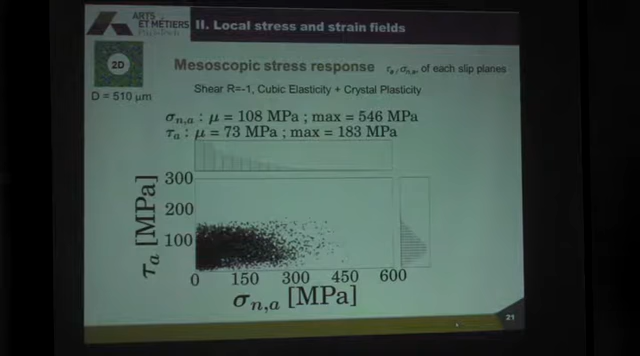 ARTS
ET MÉTIERS
ParisTech
II. Local stress and strain fields
2D
D = 510 µm
Mesoscopic stress response τa, σn,a, of each slip planes
Shear R=-1, Cubic Elasticity + Crystal Plasticity
σn,a : µ = 108 MPa ; max = 546 MPa
τa : µ = 73 MPa ; max = 183 MPa
300
200
100
τa [MPa]
0 150 300 450 600
σn,a [MPa]
21